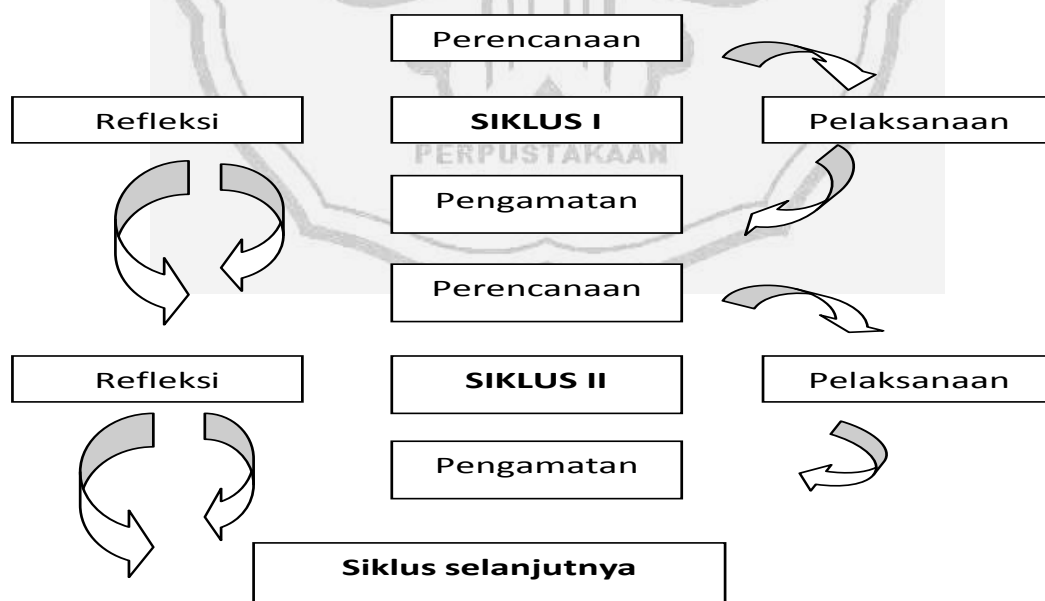 Perencanaan
Refleksi
SIKLUS I
Pelaksanaan
PERPUSTAKAAN
Pengamatan
Perencanaan
Refleksi
SIKLUS II
Pelaksanaan
Pengamatan
Siklus selanjutnya